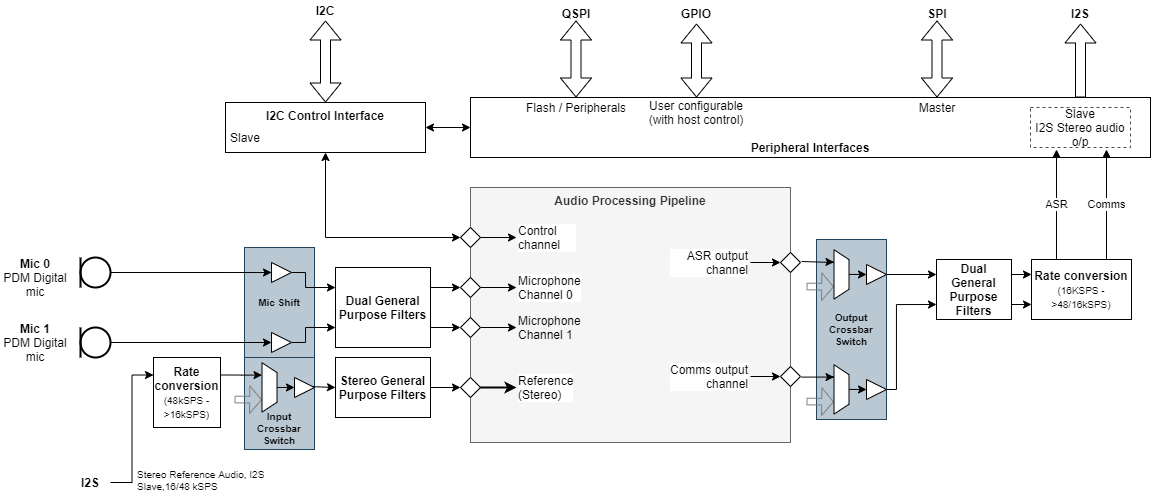 I2C
QSPI
GPIO
SPI
I2S
I2C Control Interface
Slave
Flash / Peripherals
User configurable
(with host control)
Master
Slave
I2S Stereo audio
o/p
Peripheral Interfaces
Audio Processing Pipeline
ASR
Comms
Control
channel
ASR output
channel
Mic 0
PDM Digital
mic
Mic Shift
Dual General
Purpose Filters
Microphone
Channel 0
Microphone
Channel 1
Output
Crossbar
Switch
Dual
General
Purpose
Filters
Rate conversion
(16KSPS -
>48/16kSPS)
Mic 1
PDM Digital
mic
Rate
conversion
(48kSPS -
>16kSPS)
Input
Crossbar
Switch
Stereo General
Purpose Filters
Reference
(Stereo)
Comms output
channel
I2S
Stereo Reference Audio, I2S
Slave,16/48 kSPS